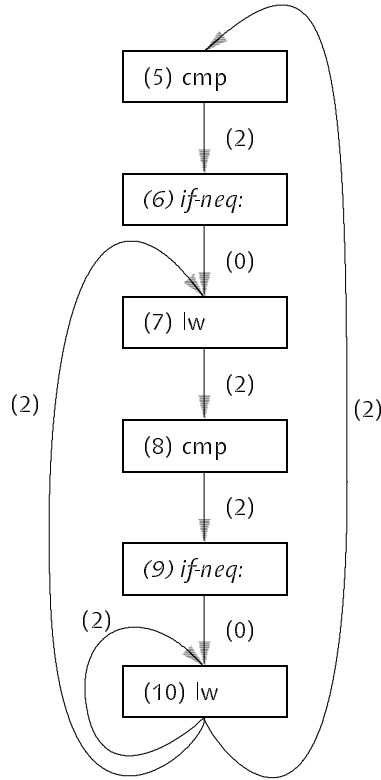 (5) cmp
(2)
(6) if-neq:
(0)
(7) lw
(2)
(2)
(2)
(8) cmp
(2)
(9) if-neq:
(2)
(0)
(10) lw